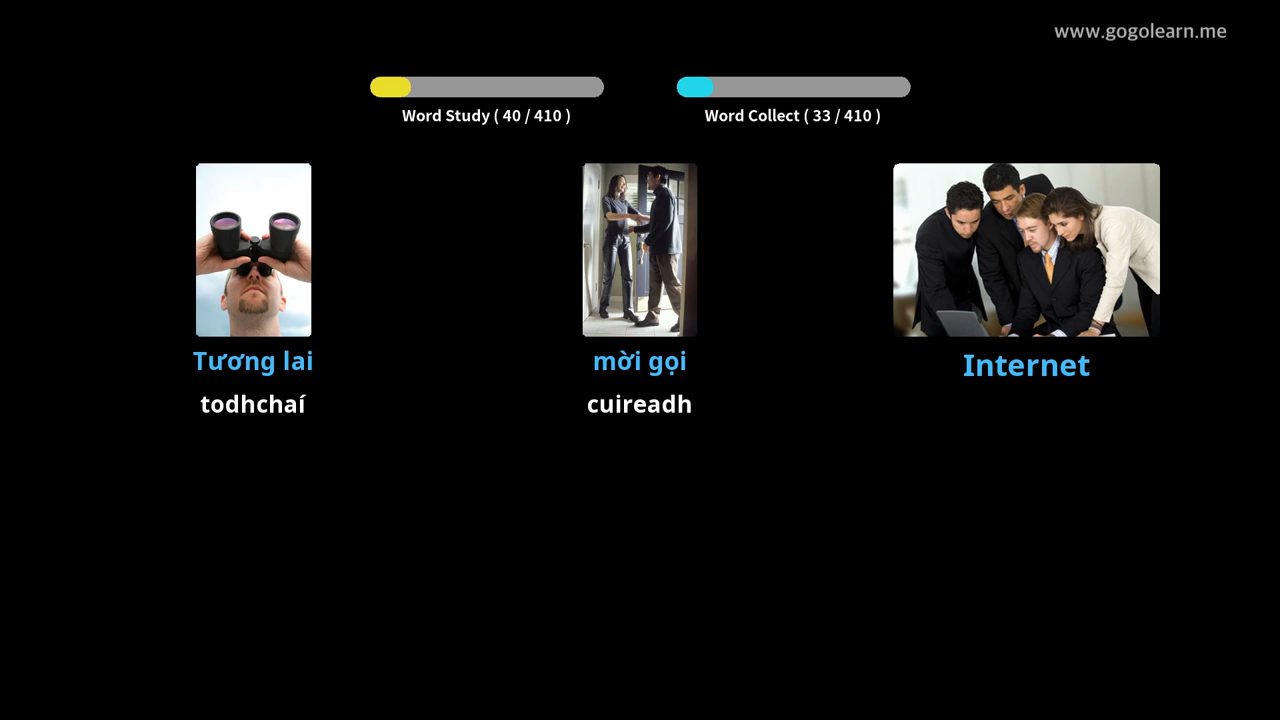 www.gogolearn.me
Word Study ( 40 / 410 )
Word Collect ( 33 / 410 )
Tương lai
todhchaí
mời gọi
cuireadh
Internet